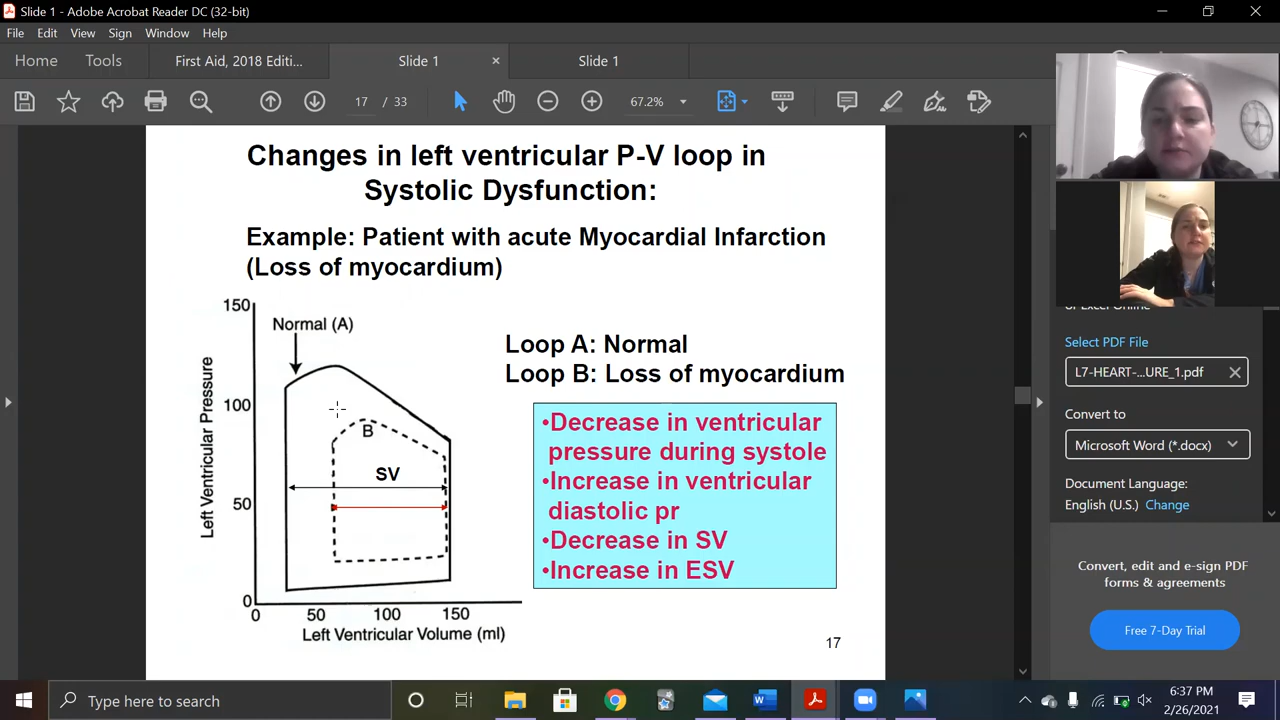 Slide 1 - Adobe Acrobat Reader DC (32-bit)
File Edit View Sign Window Help
Home Tools First Aid, 2018 Editi... Slide 1 × Slide 1
17 / 33 67.2%
Changes in left ventricular P-V loop in
Systolic Dysfunction:
Example: Patient with acute Myocardial Infarction
(Loss of myocardium)
150
Normal (A)
100
B
SV
50
0
0 50 100 150
Left Ventricular Pressure
Left Ventricular Volume (ml)
Loop A: Normal
Loop B: Loss of myocardium
•Decrease in ventricular
pressure during systole
•Increase in ventricular
diastolic pr
•Decrease in SV
•Increase in ESV
17
Select PDF File
L7-HEART-...URE_1.pdf
Convert to
Microsoft Word (*.docx)
Document Language:
English (U.S.) Change
Convert, edit and e-sign PDF
forms & agreements
Free 7-Day Trial
Type here to search
6:37 PM
2/26/2021